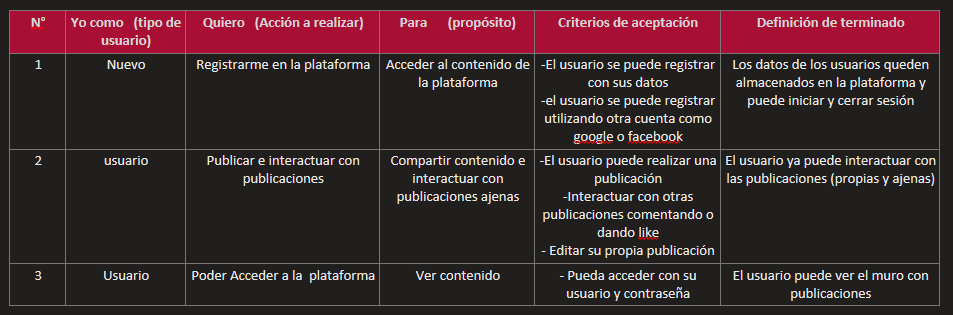 N°
Yo como (tipo de
usuario)
Quiero (Acción a realizar)
Para (propósito)
Criterios de aceptación
Definición de terminado
1
Nuevo
Registrarme en la plataforma
Acceder al contenido de
la plataforma
-El usuario se puede registrar
con sus datos
-el usuario se puede registrar
utilizando otra cuenta como
google o facebook
Los datos de los usuarios queden
almacenados en la plataforma y
puede iniciar y cerrar sesión
2
usuario
Publicar e interactuar con
publicaciones
Compartir contenido e
interactuar con
publicaciones ajenas
-El usuario puede realizar una
publicación
-Interactuar con otras
publicaciones comentando o
dando like
- Editar su propia publicación
El usuario ya puede interactuar con
las publicaciones (propias y ajenas)
3
Usuario
Poder Acceder a la plataforma
Ver contenido
- Pueda acceder con su
usuario y contraseña
El usuario puede ver el muro con
publicaciones